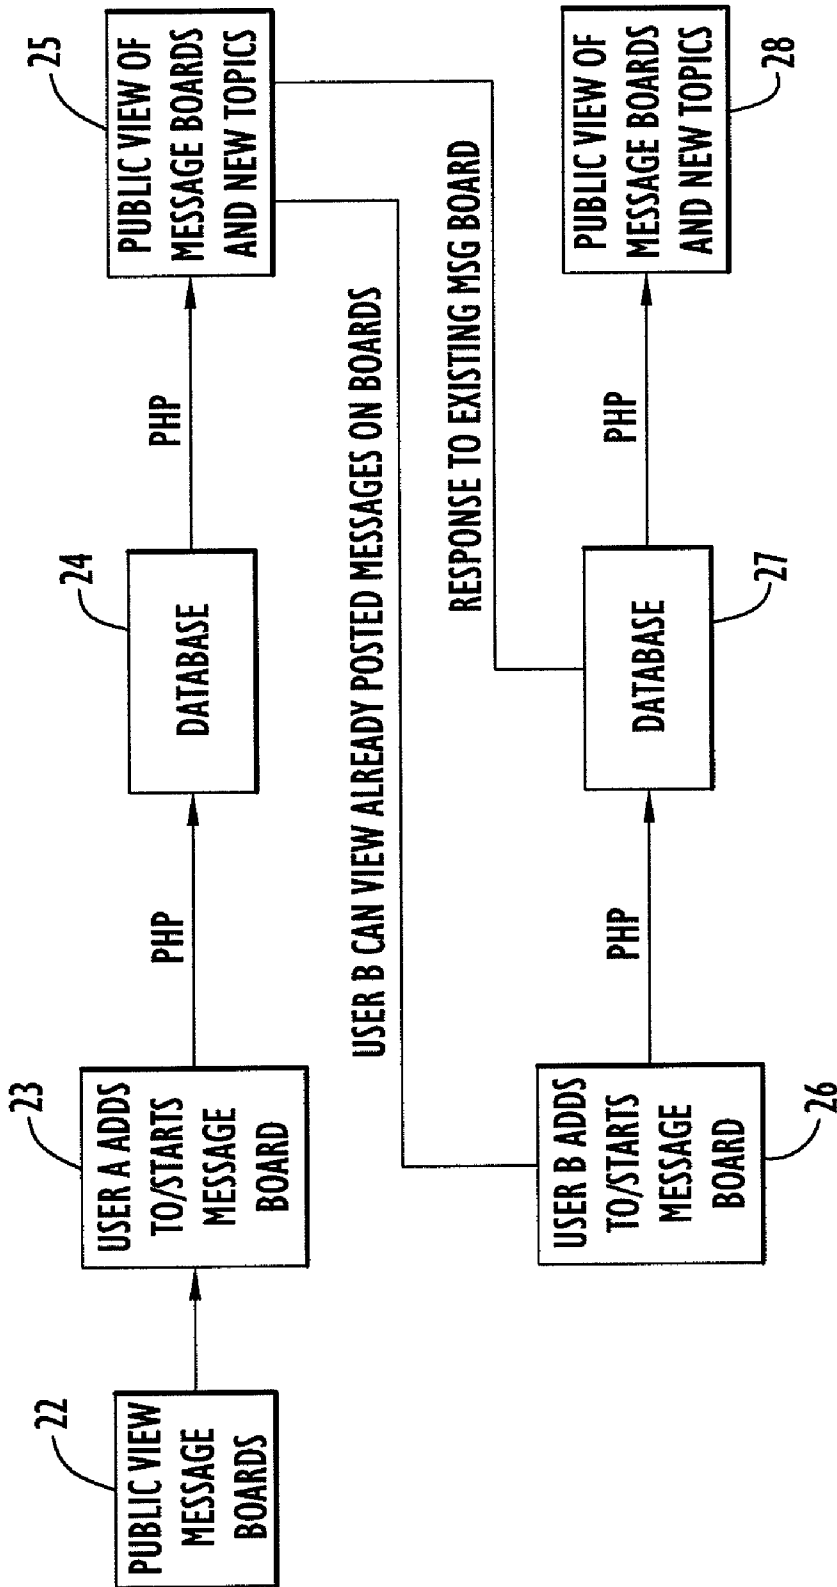 22
PUBLIC VIEW
MESSAGE
BOARDS
23
USER A ADDS
TO/STARTS
MESSAGE
BOARD
PHP
24
DATABASE
PHP
25
PUBLIC VIEW OF
MESSAGE BOARDS
AND NEW TOPICS
USER B CAN VIEW ALREADY POSTED MESSAGES ON BOARDS
RESPONSE TO EXISTING MSG BOARD
USER B ADDS
TO/STARTS
MESSAGE
BOARD
26
PHP
DATABASE
27
PHP
PUBLIC VIEW OF
MESSAGE BOARDS
AND NEW TOPICS
28